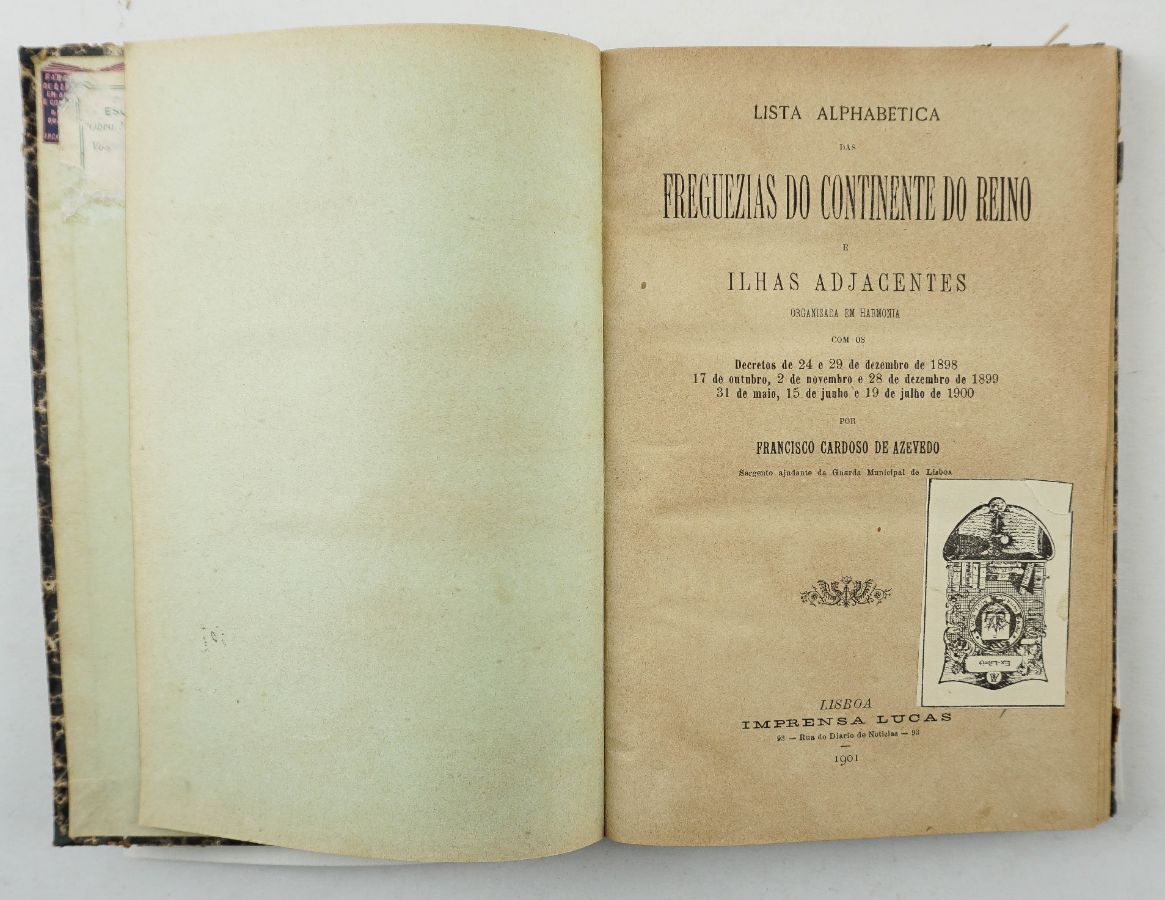 LISTA ALPHABETICA
DAS
FREGUEZIAS DO CONTINENTE DO REINO
E
ILHAS ADJACENTES
ORGANISADA EM HARMONIA
COM OS
Decretos de 24 e 29 de dezembro de 1898
17 de outubro, 2 de novembro e 28 de dezembro de 1899
31 de maio, 15 de junho e 19 de julho de 1900
POR
FRANCISCO CARDOSO DE AZEVEDO
Sargento ajudante da Guarda Municipal de Lisboa
Ex-Libris
LISBOA
IMPRENSA LUCAS
93 — Rua do Diario de Noticias — 93
1901